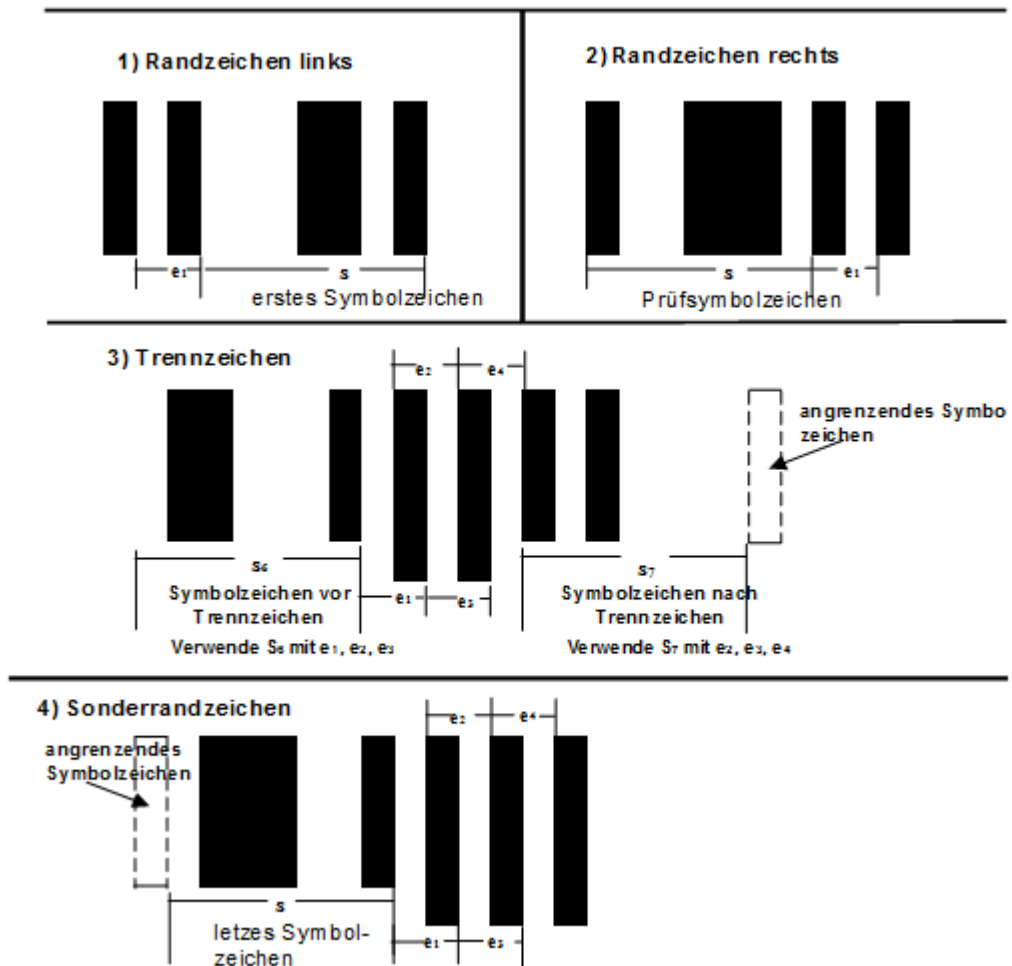 1) Randzeichen links
e₁
s
erstes Symbolzeichen
2) Randzeichen rechts
s
e₁
Prüfsymbolzeichen
3) Trennzeichen
e₂
e₄
angrenzendes Symbo
zeichen
s₆
e₁
e₃
s₇
Symbolzeichen vor
Trennzeichen
Verwende S₆ mit e₁, e₂, e₃
Symbolzeichen nach
Trennzeichen
Verwende S₇ mit e₂, e₃, e₄
4) Sonderrandzeichen
e₂
e₄
angrenzendes
Symbolzeichen
s
letzes Symbol-
zeichen
e₁
e₃